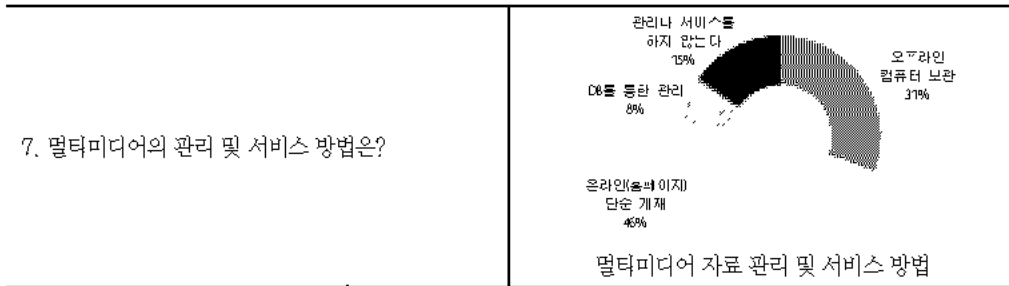 7. 멀티미디어의 관리 및 서비스 방법은?
관리나 서비스를
하지 않는다
15%
오프라인
컴퓨터 보관
31%
DB를 통한 관리
8%
온라인(홈페이지)
단순 게재
46%
멀티미디어 자료 관리 및 서비스 방법